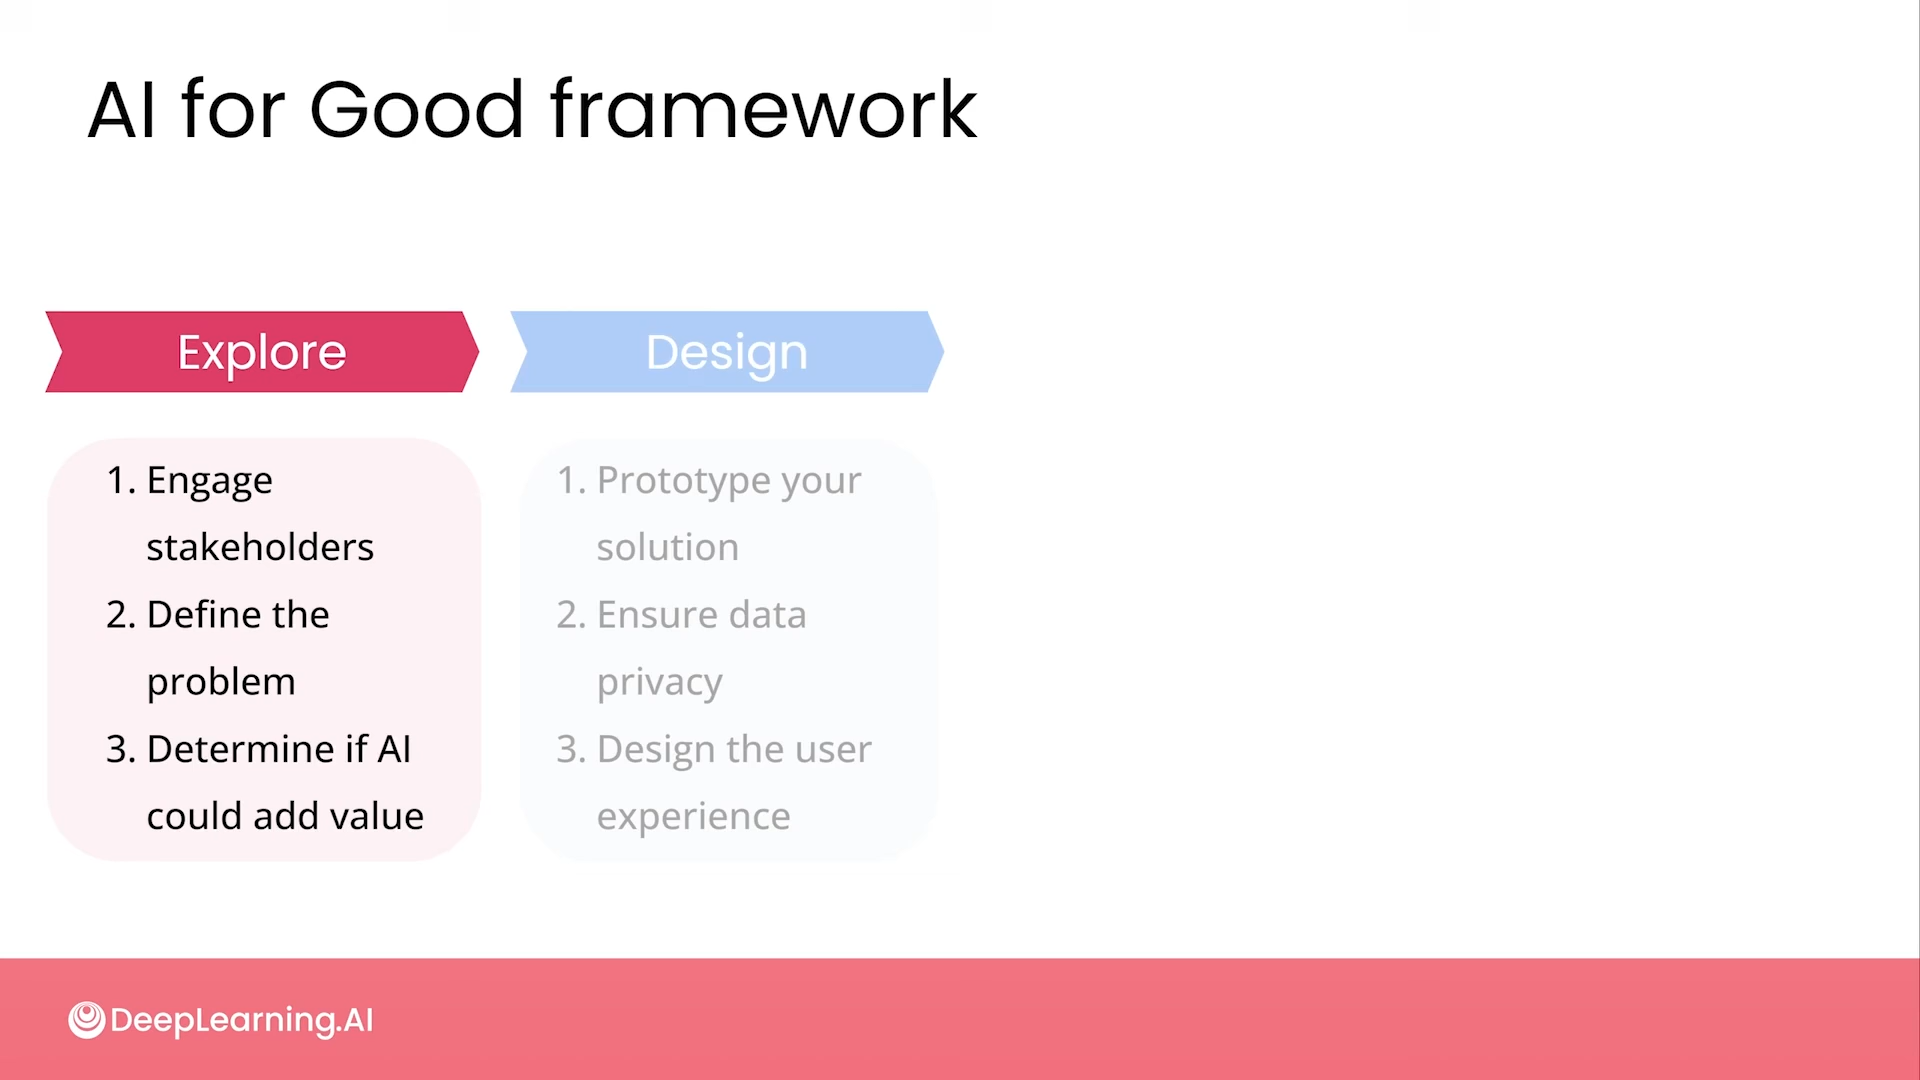 AI for Good framework
Explore
1. Engage
stakeholders
2. Define the
problem
3. Determine if AI
could add value
Design
1. Prototype your
solution
2. Ensure data
privacy
3. Design the user
experience
DeepLearning.AI